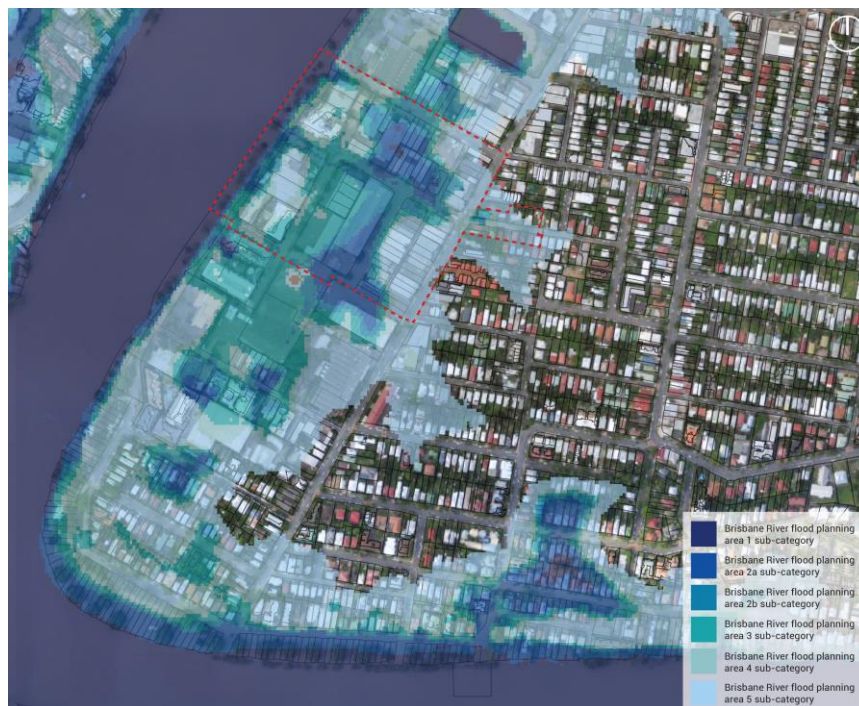 Brisbane River flood planning
area 1 sub-category
Brisbane River flood planning
area 2a sub-category
Brisbane River flood planning
area 2b sub-category
Brisbane River flood planning
area 3 sub-category
Brisbane River flood planning
area 4 sub-category
Brisbane River flood planning
area 5 sub-category